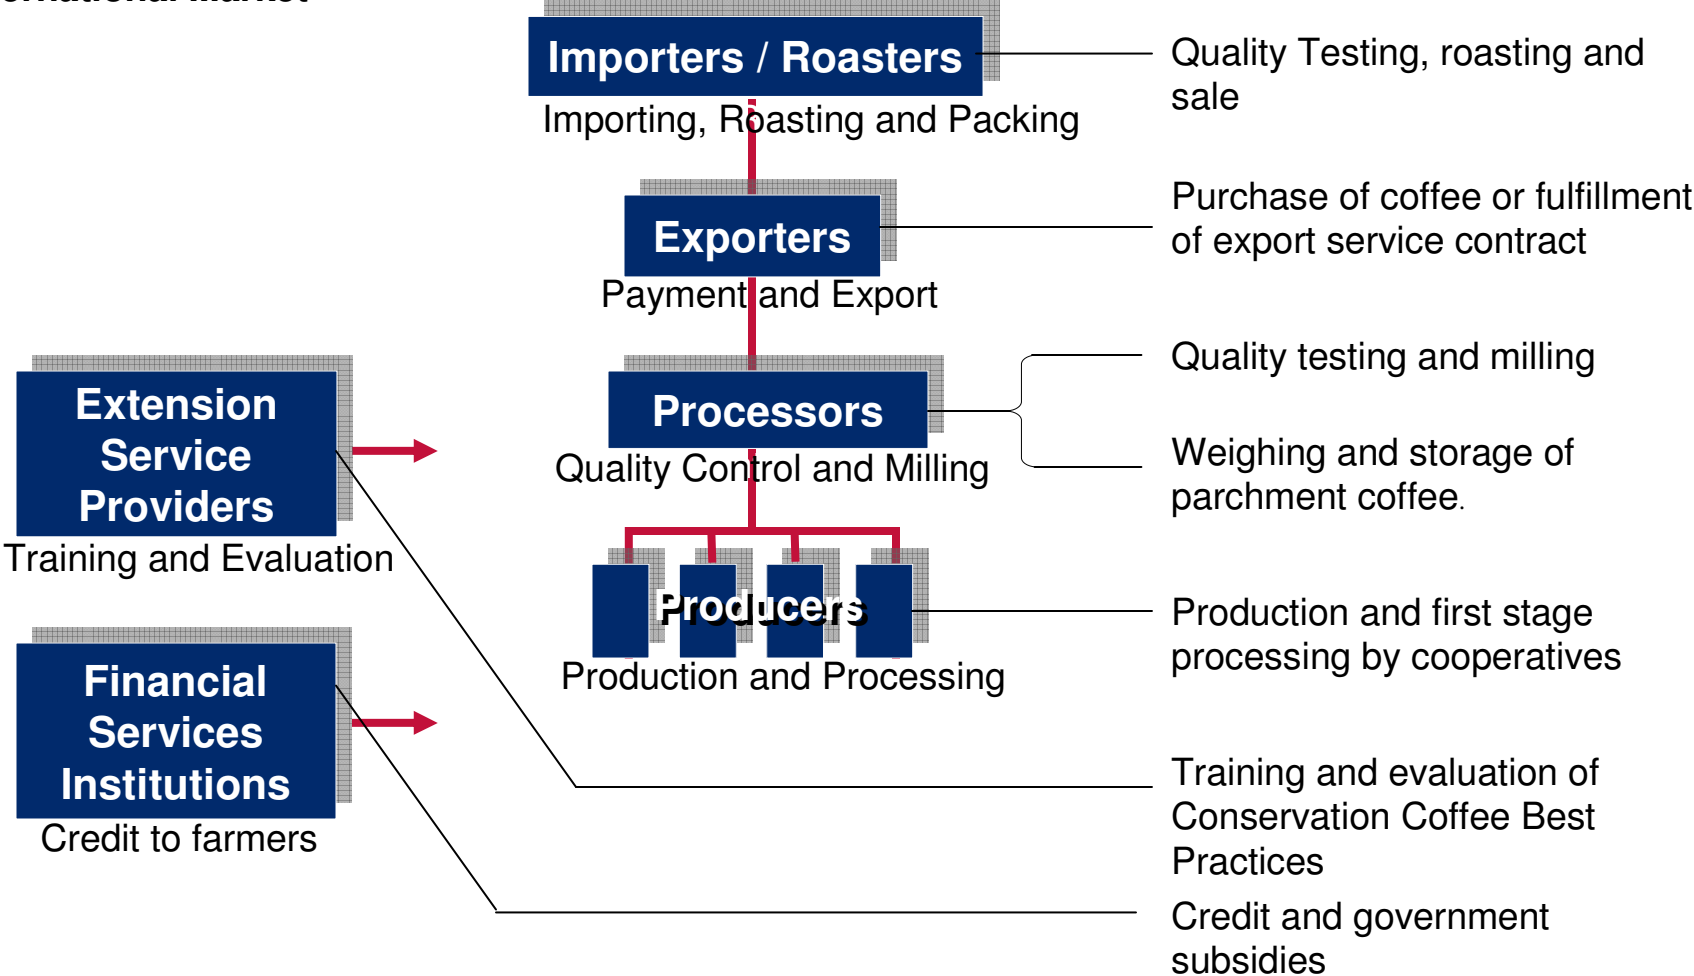 Importers / Roasters
Importing, Roasting and Packing
Quality Testing, roasting and
sale
Exporters
Payment and Export
Purchase of coffee or fulfillment
of export service contract
Processors
Quality Control and Milling
Quality testing and milling
Weighing and storage of
parchment coffee.
Extension
Service
Providers
Training and Evaluation
Producers
Production and Processing
Production and first stage
processing by cooperatives
Financial
Services
Institutions
Credit to farmers
Training and evaluation of
Conservation Coffee Best
Practices
Credit and government
subsidies